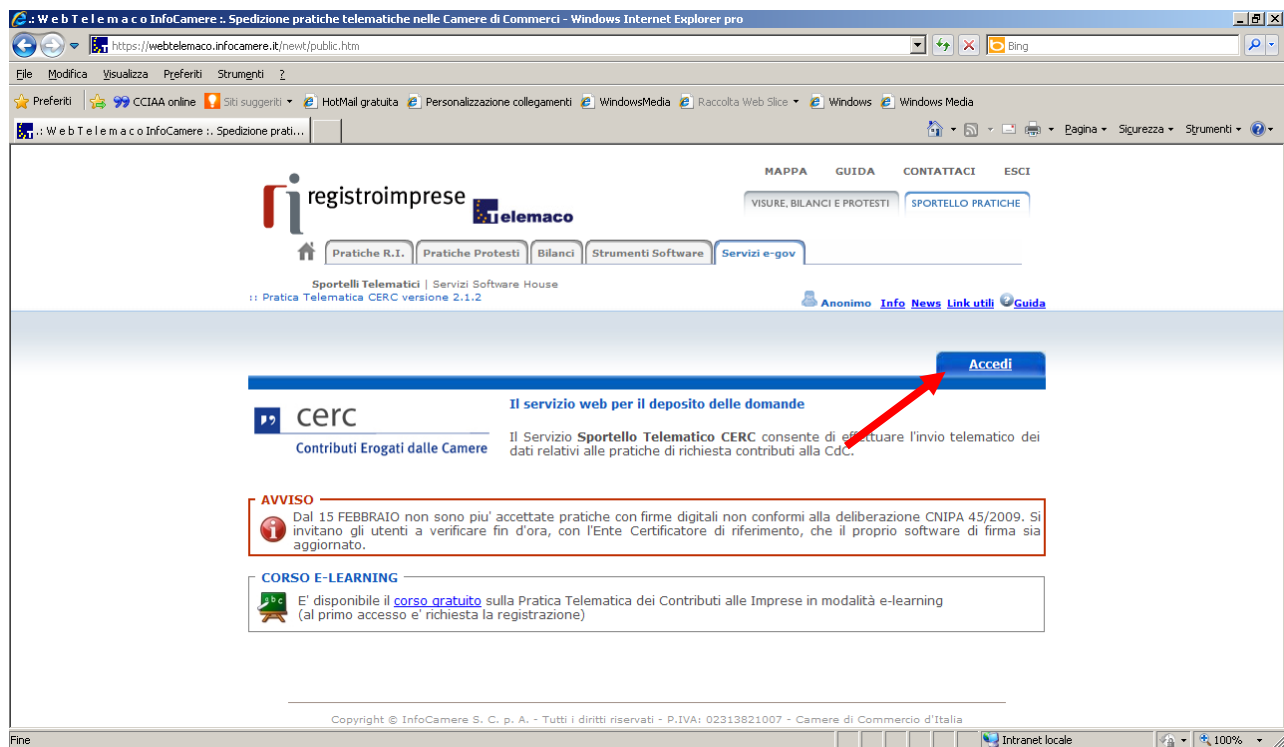 .: W e b T e l e m a c o InfoCamere :. Spedizione pratiche telematiche nelle Camere di Commerci - Windows Internet Explorer pro
https://webtelemaco.infocamere.it/newt/public.htm
Bing
File Modifica Visualizza Preferiti Strumenti ?
Preferiti CCIAA online Siti suggeriti HotMail gratuita Personalizzazione collegamenti WindowsMedia Raccolta Web Slice Windows Windows Media
.: W e b T e l e m a c o InfoCamere :. Spedizione prati...
Pagina Sicurezza Strumenti
MAPPA GUIDA CONTATTACI ESCI
registroimprese Telemaco
VISURE, BILANCI E PROTESTI SPORTELLO PRATICHE
Pratiche R.I. Pratiche Protesti Bilanci Strumenti Software Servizi e-gov
Sportelli Telematici | Servizi Software House
:: Pratica Telematica CERC versione 2.1.2
Anonimo Info News Link utili Guida
Accedi
cerc
Contributi Erogati dalle Camere
Il servizio web per il deposito delle domande
Il Servizio Sportello Telematico CERC consente di effettuare l'invio telematico dei
dati relativi alle pratiche di richiesta contributi alla CdC.
AVVISO
Dal 15 FEBBRAIO non sono piu' accettate pratiche con firme digitali non conformi alla deliberazione CNIPA 45/2009. Si
invitano gli utenti a verificare fin d'ora, con l'Ente Certificatore di riferimento, che il proprio software di firma sia
aggiornato.
CORSO E-LEARNING
abc
E' disponibile il corso gratuito sulla Pratica Telematica dei Contributi alle Imprese in modalità e-learning
(al primo accesso e' richiesta la registrazione)
Copyright © InfoCamere S. C. p. A. - Tutti i diritti riservati - P.IVA: 02313821007 - Camere di Commercio d'Italia
Fine
Intranet locale
100%